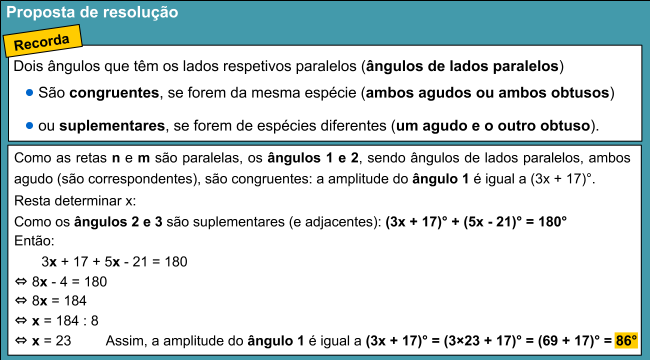 Proposta de resolução
Recorda
Dois ângulos que têm os lados respetivos paralelos (ângulos de lados paralelos)
● São congruentes, se forem da mesma espécie (ambos agudos ou ambos obtusos)
● ou suplementares, se forem de espécies diferentes (um agudo e o outro obtuso).
Como as retas n e m são paralelas, os ângulos 1 e 2, sendo ângulos de lados paralelos, ambos
agudo (são correspondentes), são congruentes: a amplitude do ângulo 1 é igual a (3x + 17)°.
Resta determinar x:
Como os ângulos 2 e 3 são suplementares (e adjacentes): (3x + 17)° + (5x - 21)° = 180°
Então:
3x + 17 + 5x - 21 = 180
⇔ 8x - 4 = 180
⇔ 8x = 184
⇔ x = 184 : 8
⇔ x = 23 Assim, a amplitude do ângulo 1 é igual a (3x + 17)° = (3×23 + 17)° = (69 + 17)° = 86°